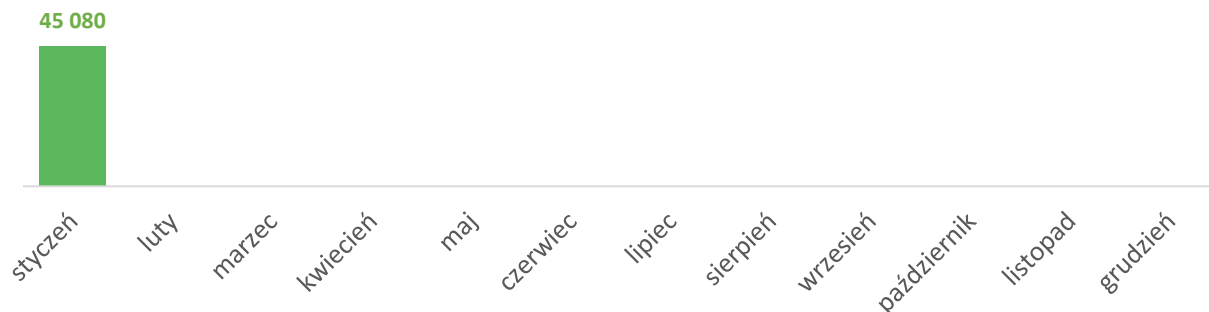 45 080
styczeń
luty
marzec
kwiecień
maj
czerwiec
lipiec
sierpień
wrzesień
październik
listopad
grudzień